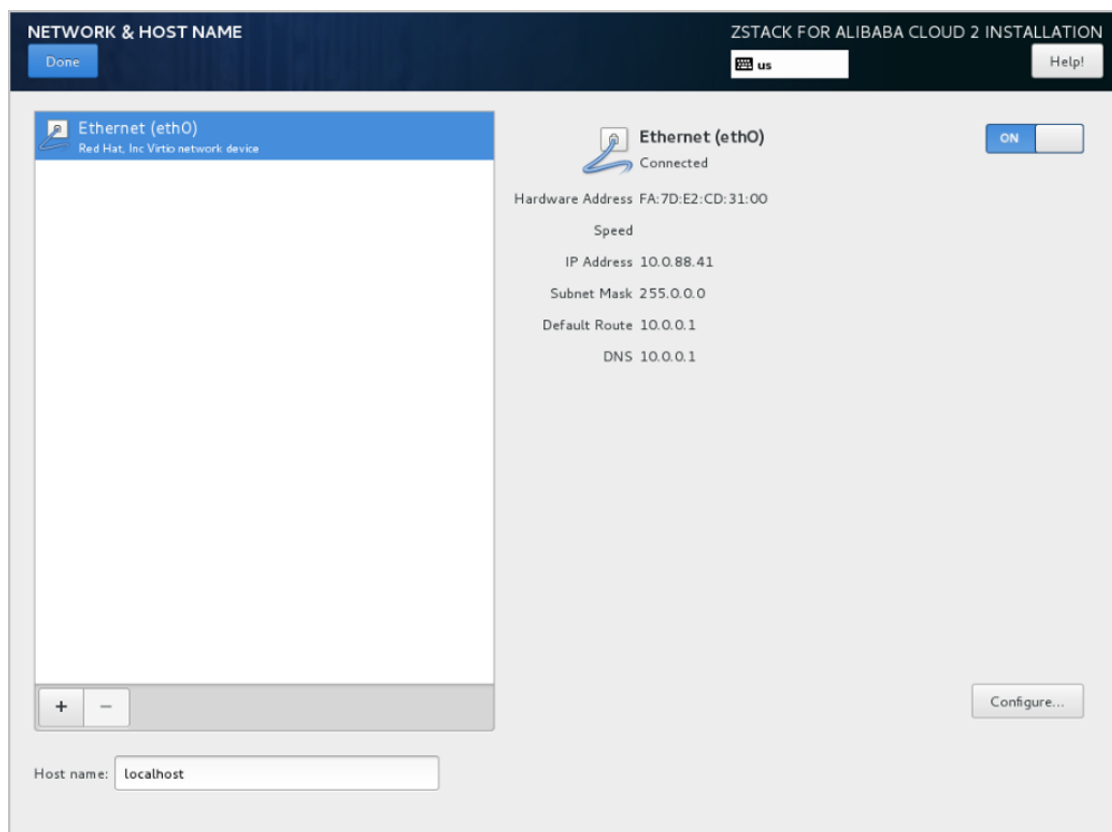 NETWORK & HOST NAME
ZSTACK FOR ALIBABA CLOUD 2 INSTALLATION
Done
us
Help!
Ethernet (eth0)
Red Hat, Inc Virtio network device
Ethernet (eth0)
Connected
ON
Hardware Address FA:7D:E2:CD:31:00
Speed
IP Address 10.0.88.41
Subnet Mask 255.0.0.0
Default Route 10.0.0.1
DNS 10.0.0.1
+ −
Configure...
Host name: localhost